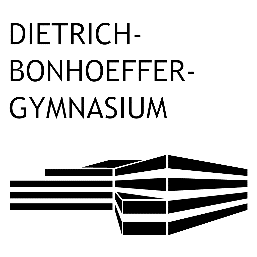 DIETRICH-
BONHOEFFER-
GYMNASIUM